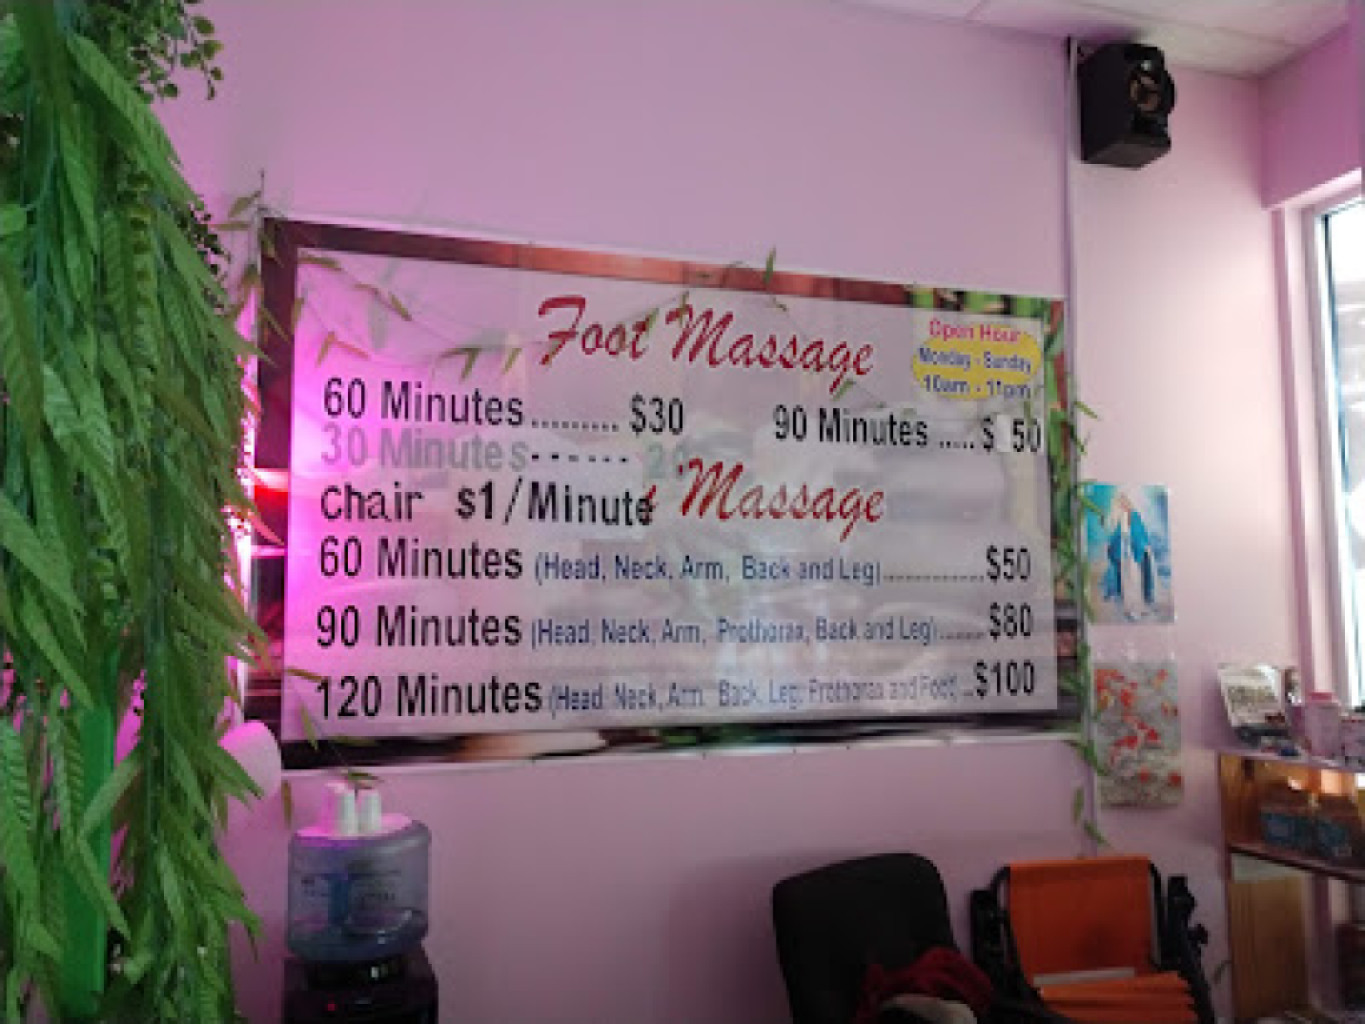 Foot Massage
Open Hour
Monday - Sunday
10am - 11pm
60 Minutes ......... $30
90 Minutes ..... $ 50
30 Minutes ------
Chair $1/Minute Massage
60 Minutes (Head, Neck, Arm, Back and Leg)............$50
90 Minutes (Head, Neck, Arm, Prothorax, Back and Leg)......$80
120 Minutes (Head, Neck, Arm, Back, Leg, Prothorax and Foot) ..$100